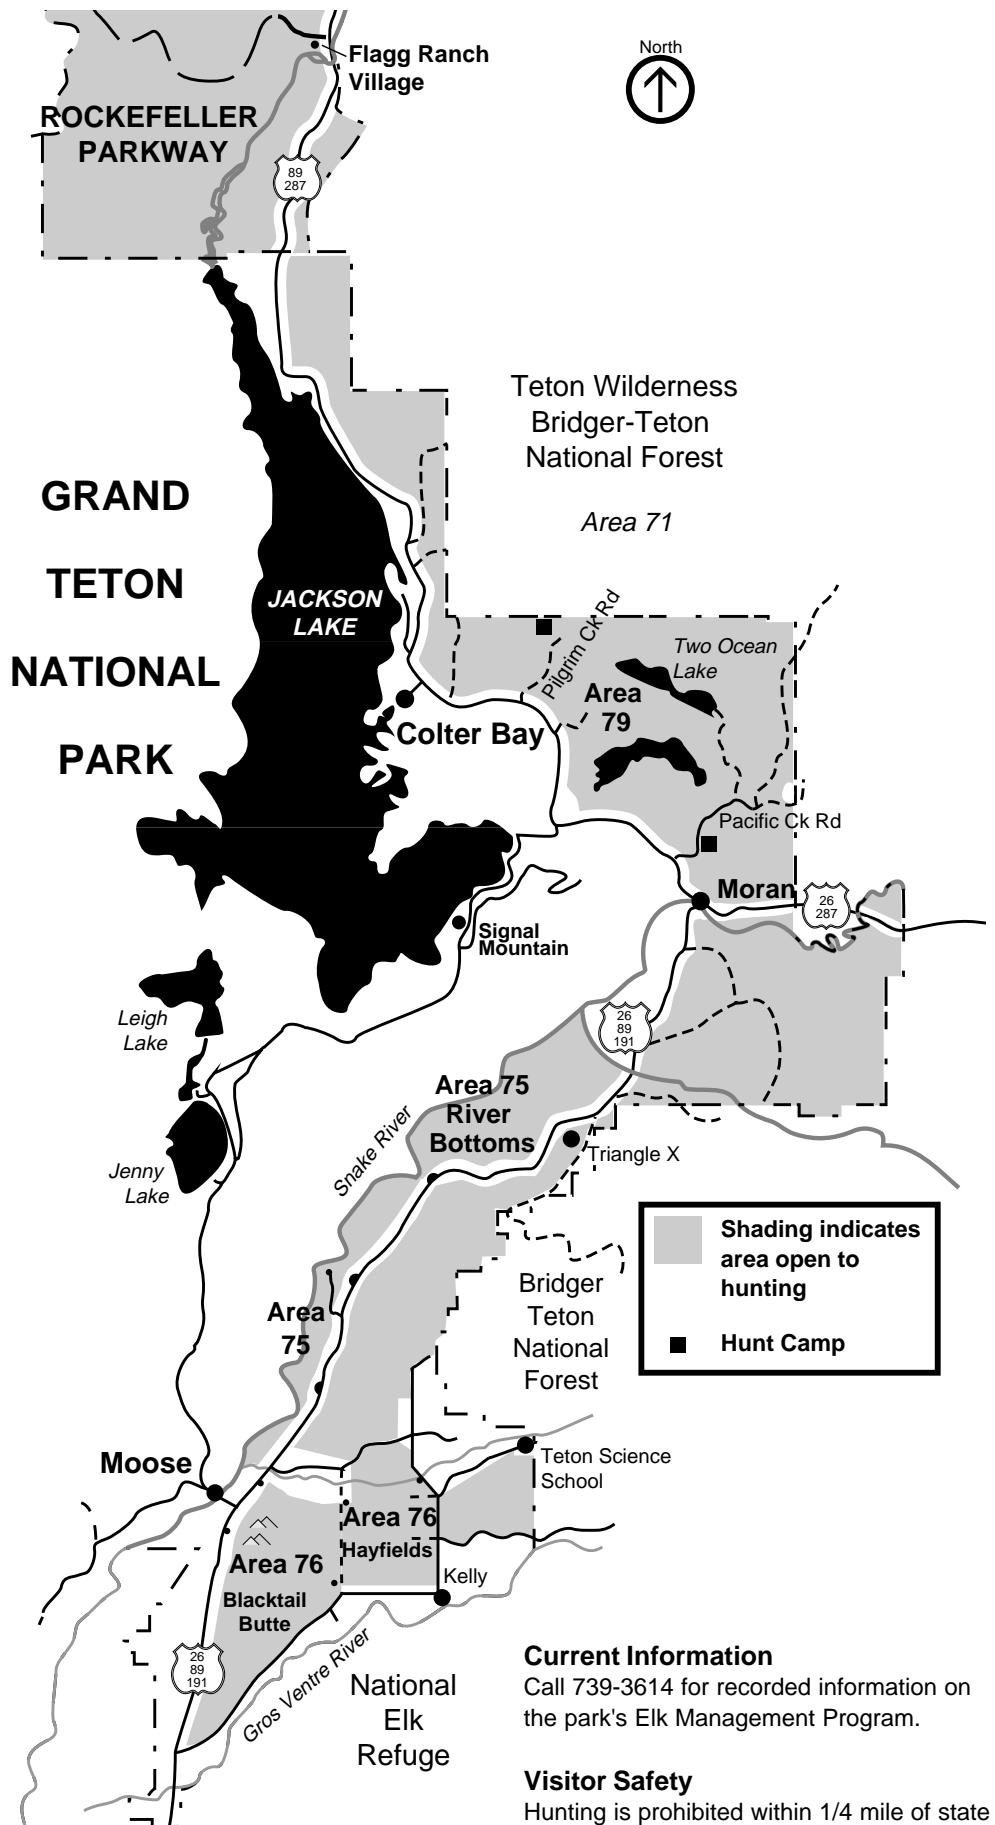 North
Flagg Ranch
Village
ROCKEFELLER
PARKWAY
89
287
Teton Wilderness
Bridger-Teton
National Forest
Area 71
GRAND
TETON
NATIONAL
PARK
JACKSON
LAKE
Pilgrim Ck Rd
Two Ocean
Lake
Area
79
Colter Bay
Pacific Ck Rd
Moran
26
287
Signal
Mountain
Leigh
Lake
26
89
191
Area 75
River
Bottoms
Snake River
Triangle X
Jenny
Lake
Shading indicates
area open to
hunting
Hunt Camp
Bridger
Teton
National
Forest
Area
75
Moose
Teton Science
School
Area 76
Hayfields
Area 76
Blacktail
Butte
Kelly
26
89
191
Gros Ventre River
National
Elk
Refuge
Current Information
Call 739-3614 for recorded information on
the park's Elk Management Program.
Visitor Safety
Hunting is prohibited within 1/4 mile of state